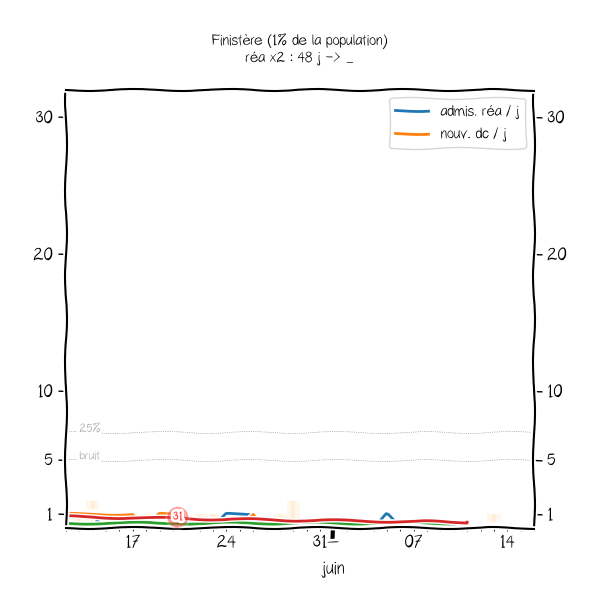 Finistère (1% de la population)
réa x2 : 48 j -> _
admis. réa / j
nouv. dc / j
30
30
20
20
10
10
25%
5
bruit
5
1
31
1
17
24
31
07
14
juin